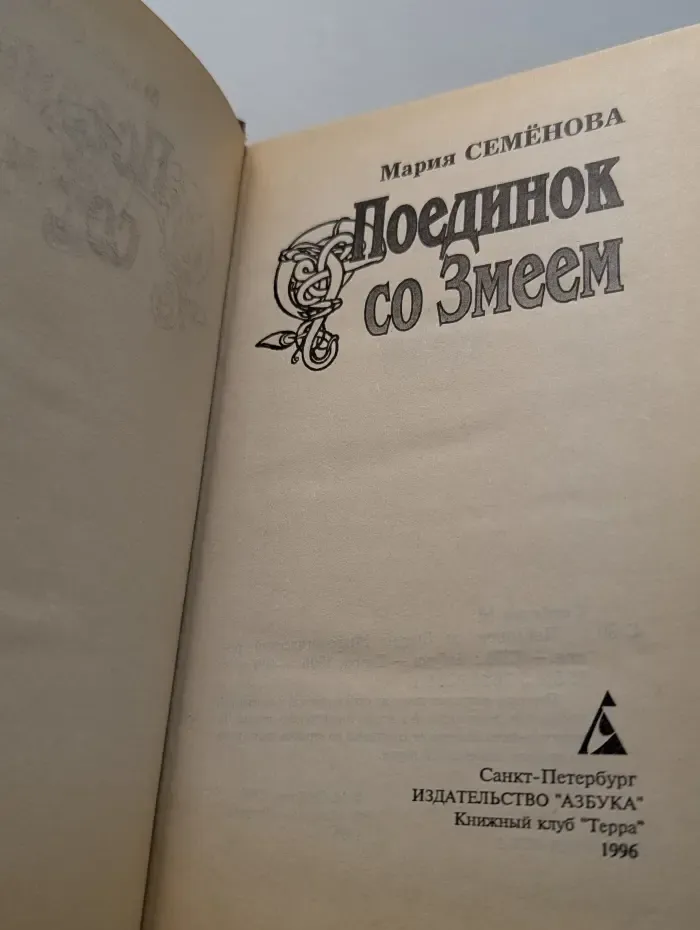 Мария СЕМЁНОВА
Поединок
со Змеем
Санкт-Петербург
ИЗДАТЕЛЬСТВО "АЗБУКА"
Книжный клуб "Терра"
1996